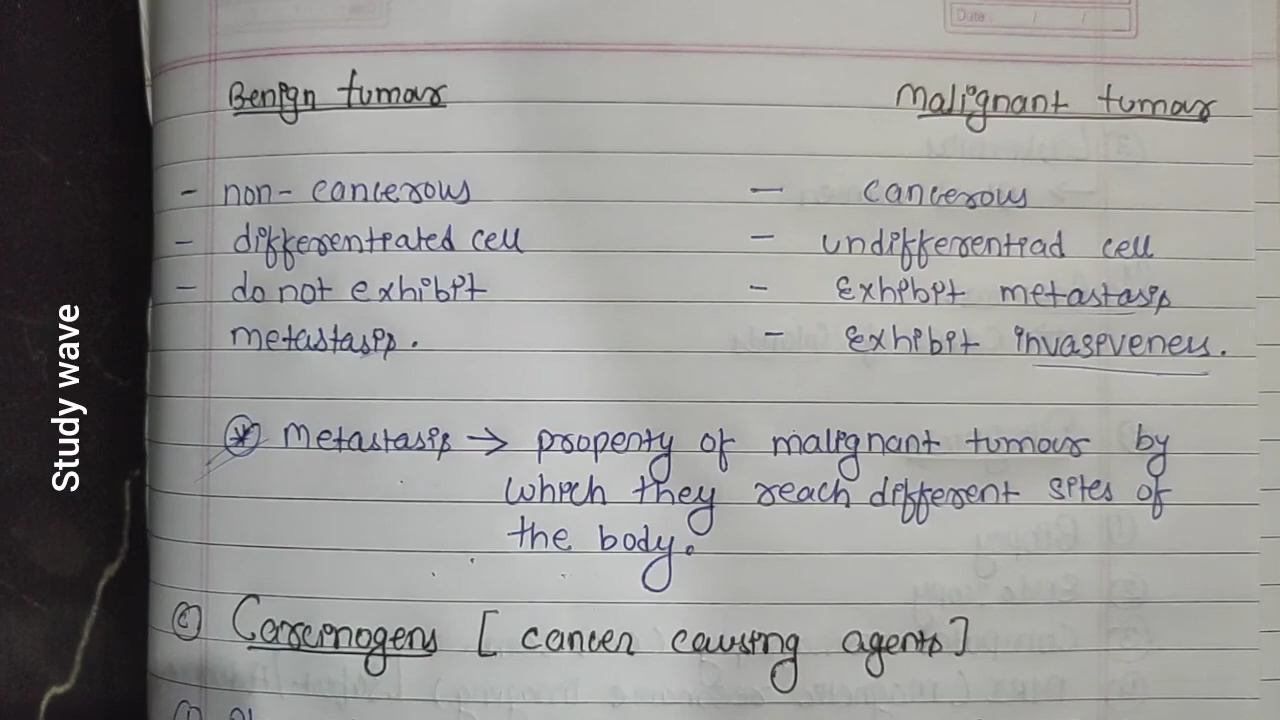 Date / /
Benign tumour
Malignant tumour
- non-cancerous
- cancerous
- differentiated cell
- undifferentiad cell
- do not exhibit
metastasis.
- Exhibit metastasis
- Exhibit invasiveness.
* Metastasis → property of malignant tumour by
which they reach different sites of
the body.
(c) Carcinogens [cancer causing agents]
Study wave